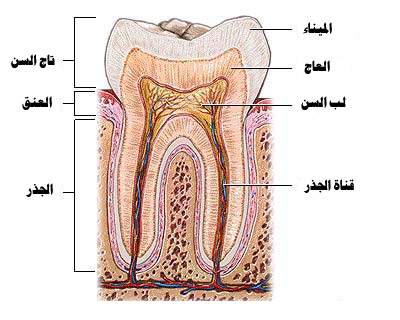 الميناء
العاج
لب السن
قناة الجذر
تاج السن
العنق
الجذر